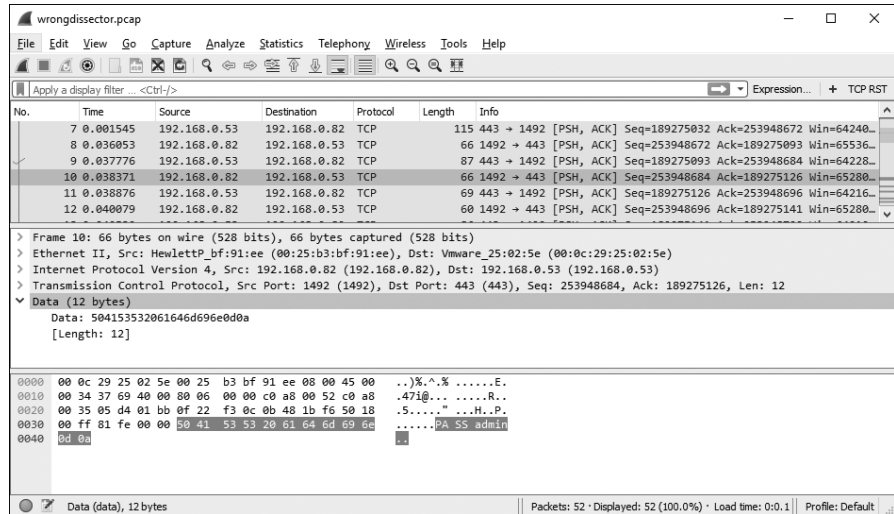 wrongdissector.pcap
File Edit View Go Capture Analyze Statistics Telephony Wireless Tools Help
Apply a display filter ... <Ctrl-/> Expression... + TCP RST
No. Time Source Destination Protocol Length Info
7 0.001545 192.168.0.53 192.168.0.82 TCP 115 443 → 1492 [PSH, ACK] Seq=189275032 Ack=253948672 Win=64240…
8 0.036053 192.168.0.82 192.168.0.53 TCP 66 1492 → 443 [PSH, ACK] Seq=253948672 Ack=189275093 Win=65536…
9 0.037776 192.168.0.53 192.168.0.82 TCP 87 443 → 1492 [PSH, ACK] Seq=189275093 Ack=253948684 Win=64228…
10 0.038371 192.168.0.82 192.168.0.53 TCP 66 1492 → 443 [PSH, ACK] Seq=253948684 Ack=189275126 Win=65280…
11 0.038876 192.168.0.53 192.168.0.82 TCP 69 443 → 1492 [PSH, ACK] Seq=189275126 Ack=253948696 Win=64216…
12 0.040079 192.168.0.82 192.168.0.53 TCP 60 1492 → 443 [PSH, ACK] Seq=253948696 Ack=189275141 Win=65280…
> Frame 10: 66 bytes on wire (528 bits), 66 bytes captured (528 bits)
> Ethernet II, Src: HewlettP_bf:91:ee (00:25:b3:bf:91:ee), Dst: Vmware_25:02:5e (00:0c:29:25:02:5e)
> Internet Protocol Version 4, Src: 192.168.0.82 (192.168.0.82), Dst: 192.168.0.53 (192.168.0.53)
> Transmission Control Protocol, Src Port: 1492 (1492), Dst Port: 443 (443), Seq: 253948684, Ack: 189275126, Len: 12
Data (12 bytes)
Data: 504153532061646d696e0d0a
[Length: 12]
0000 00 0c 29 25 02 5e 00 25 b3 bf 91 ee 08 00 45 00 ..)%.^.% ......E.
0010 00 34 37 69 40 00 80 06 00 00 c0 a8 00 52 c0 a8 .47i@... .....R..
0020 00 35 05 d4 01 bb 0f 22 f3 0c 0b 48 1b f6 50 18 .5....." ...H..P.
0030 00 ff 81 fe 00 00 50 41 53 53 20 61 64 6d 69 6e ......PA SS admin
0040 0d 0a ..
Data (data), 12 bytes Packets: 52 · Displayed: 52 (100.0%) · Load time: 0:0.1 Profile: Default